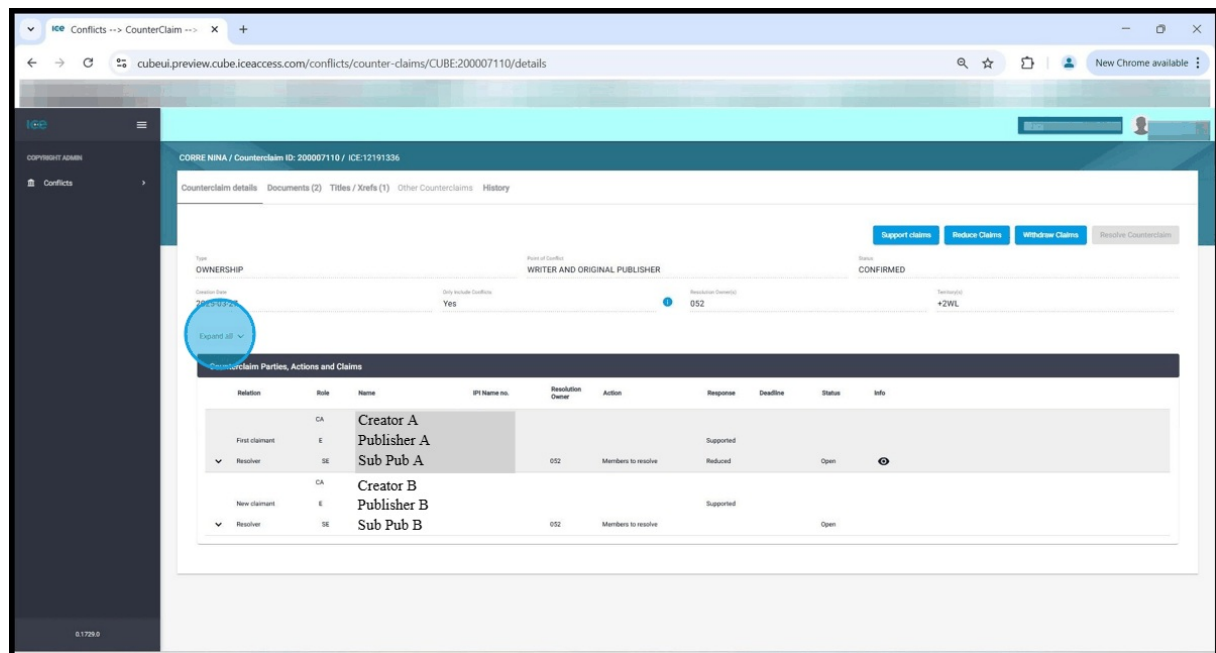 ice Conflicts --> CounterClaim -->
cubeui.preview.cube.iceaccess.com/conflicts/counter-claims/CUBE:200007110/details
New Chrome available
ice
COPYRIGHT ADMIN
Conflicts
CORRE NINA / Counterclaim ID: 200007110 / ICE:12191336
Counterclaim details Documents (2) Titles / Xrefs (1) Other Counterclaims History
Support claims Reduce Claims Withdraw Claims Resolve Counterclaim
Type Point of Conflict Status
OWNERSHIP WRITER AND ORIGINAL PUBLISHER CONFIRMED
Creation Date Only Include Conflicts Resolution Owner(s) Territory(s)
Yes 052 +2WL
Expand all
Counterclaim Parties, Actions and Claims
Relation Role Name IPI Name no. Resolution Owner Action Response Deadline Status Info
CA Creator A
First claimant E Publisher A Supported
Resolver SE Sub Pub A 052 Members to resolve Reduced Open
CA Creator B
New claimant E Publisher B Supported
Resolver SE Sub Pub B 052 Members to resolve Open
0.1729.0